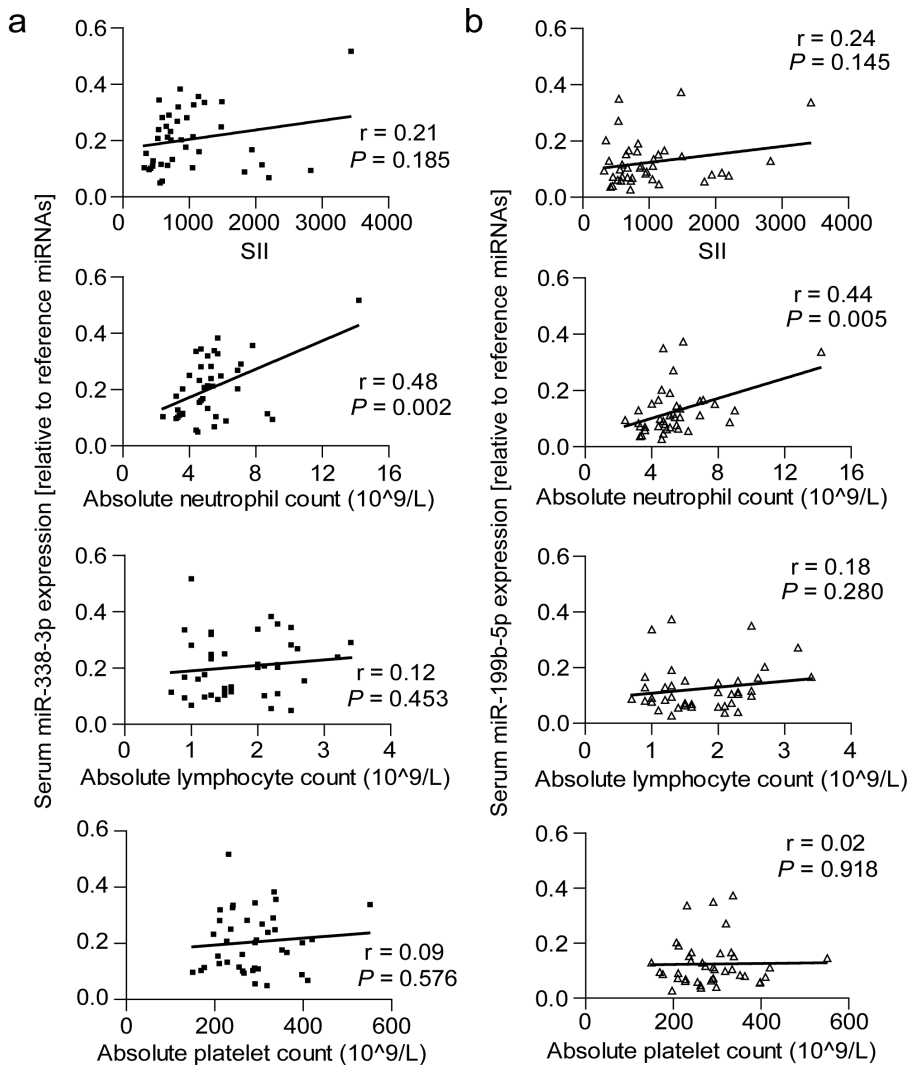 a
Serum miR-338-3p expression [relative to reference miRNAs]
0.6
0.4
0.2
0.0
0 1000 2000 3000 4000
SII
r = 0.21
P = 0.185
0.6
0.4
0.2
0.0
0 4 8 12 16
Absolute neutrophil count (10^9/L)
r = 0.48
P = 0.002
0.6
0.4
0.2
0.0
0 1 2 3 4
Absolute lymphocyte count (10^9/L)
r = 0.12
P = 0.453
0.6
0.4
0.2
0.0
0 200 400 600
Absolute platelet count (10^9/L)
r = 0.09
P = 0.576
b
Serum miR-199b-5p expression [relative to reference miRNAs]
0.6
0.4
0.2
0.0
0 1000 2000 3000 4000
SII
r = 0.24
P = 0.145
0.6
0.4
0.2
0.0
0 4 8 12 16
Absolute neutrophil count (10^9/L)
r = 0.44
P = 0.005
0.6
0.4
0.2
0.0
0 1 2 3 4
Absolute lymphocyte count (10^9/L)
r = 0.18
P = 0.280
0.6
0.4
0.2
0.0
0 200 400 600
Absolute platelet count (10^9/L)
r = 0.02
P = 0.918